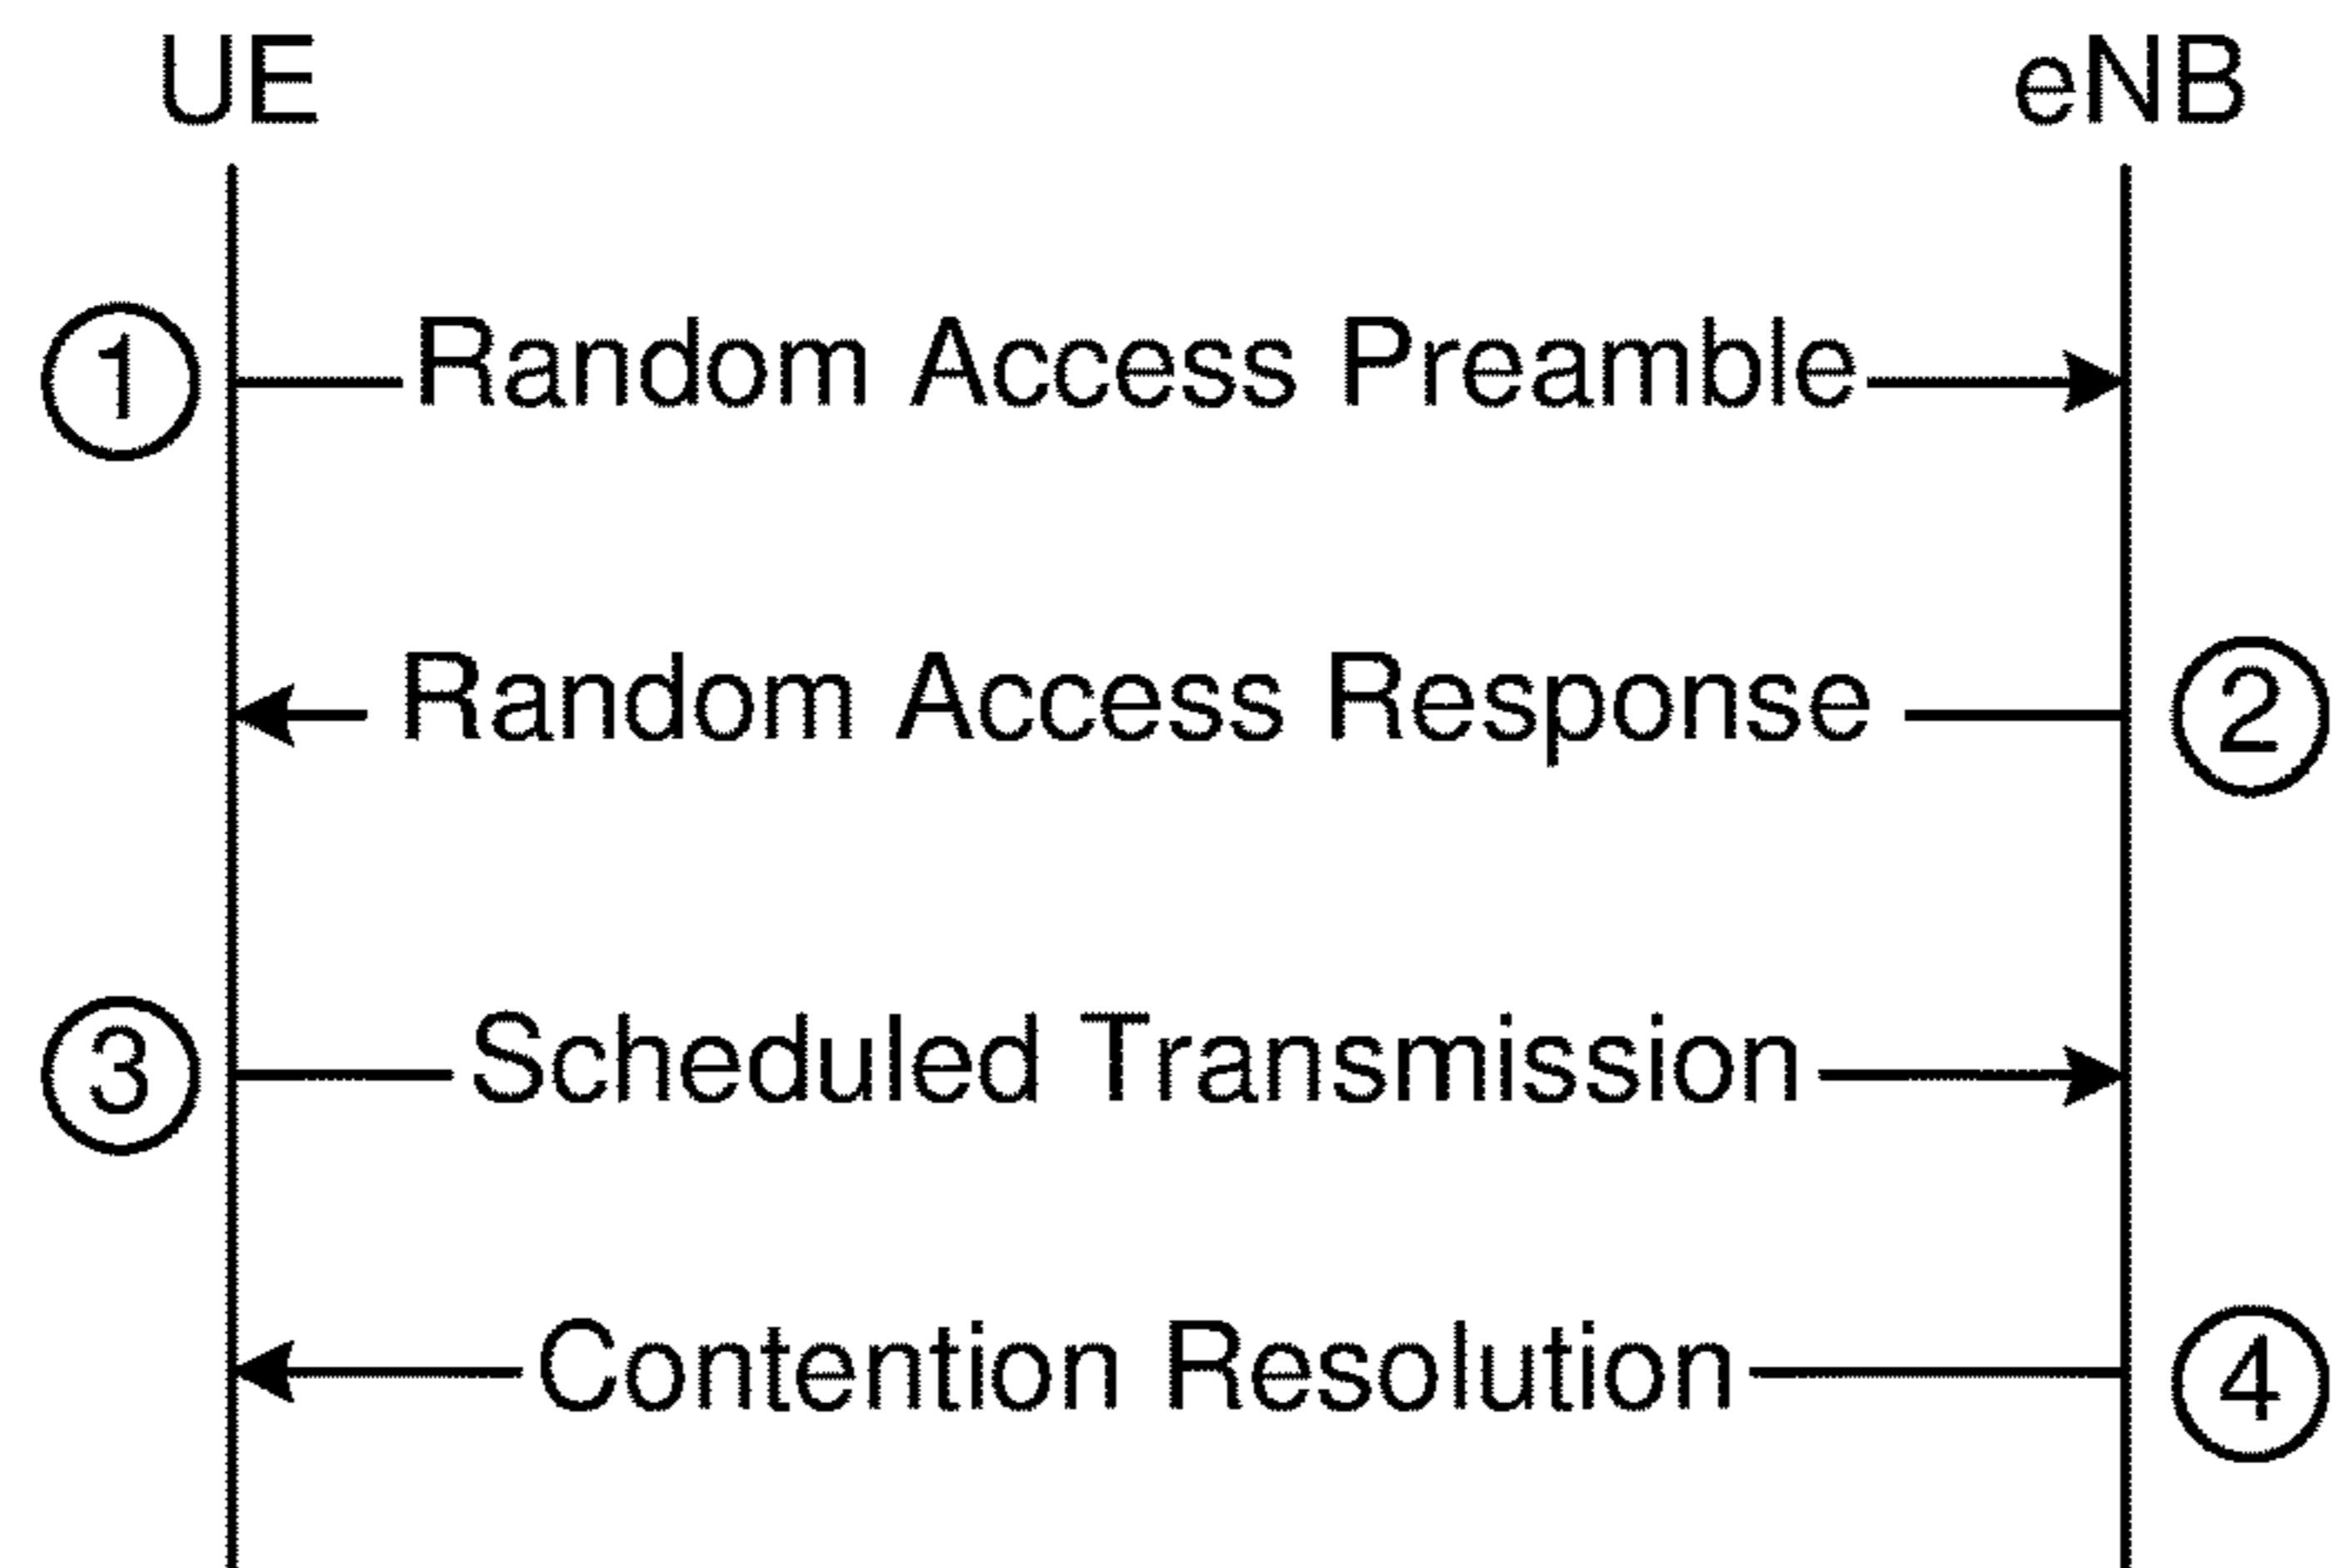 UE eNB
1 Random Access Preamble
Random Access Response 2
3 Scheduled Transmission
Contention Resolution 4